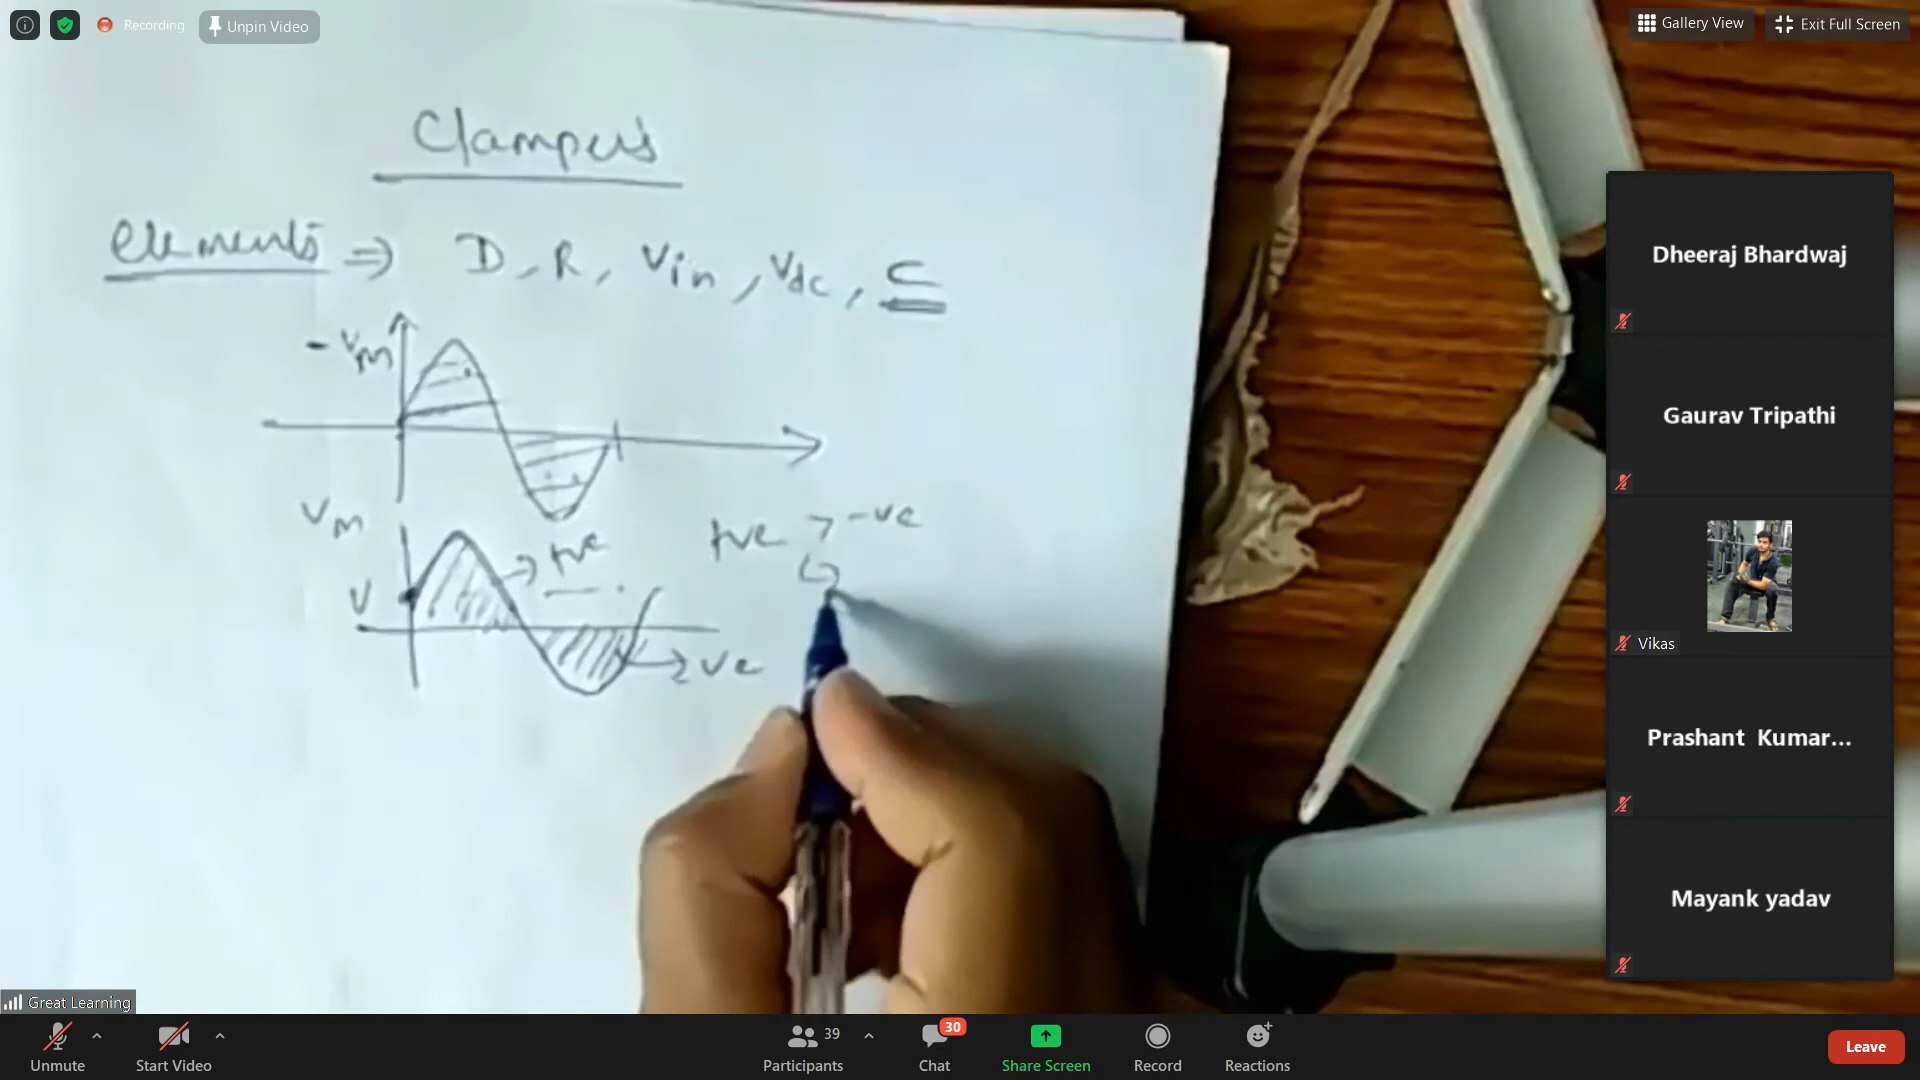 Recording
Unpin Video
Gallery View
Exit Full Screen
Clampers
elements ⇒ D, R, Vin, Vdc, C
- Vm
Vm
+ve > -ve
+ve
V
→ ve
Dheeraj Bhardwaj
Gaurav Tripathi
Vikas
Prashant Kumar...
Mayank yadav
Great Learning
Unmute
Start Video
39
Participants
30
Chat
Share Screen
Record
Reactions
Leave